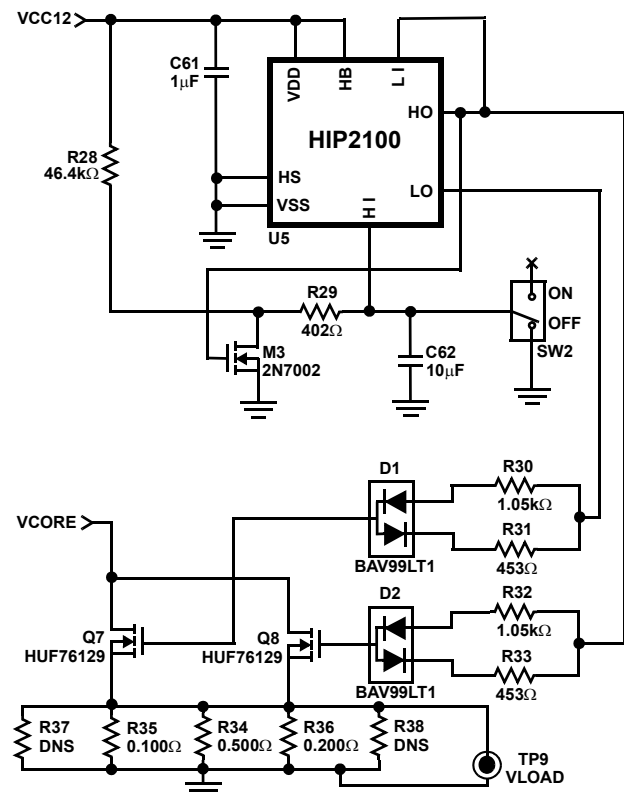 VCC12
C61
1µF
VDD
HB
L I
HO
HIP2100
R28
46.4kΩ
HS
LO
VSS
H I
U5
R29
402Ω
ON
OFF
SW2
M3
2N7002
C62
10µF
D1
R30
1.05kΩ
VCORE
R31
453Ω
BAV99LT1
D2
R32
1.05kΩ
Q7
HUF76129
Q8
HUF76129
R33
453Ω
BAV99LT1
R37
DNS
R35
0.100Ω
R34
0.500Ω
R36
0.200Ω
R38
DNS
TP9
VLOAD